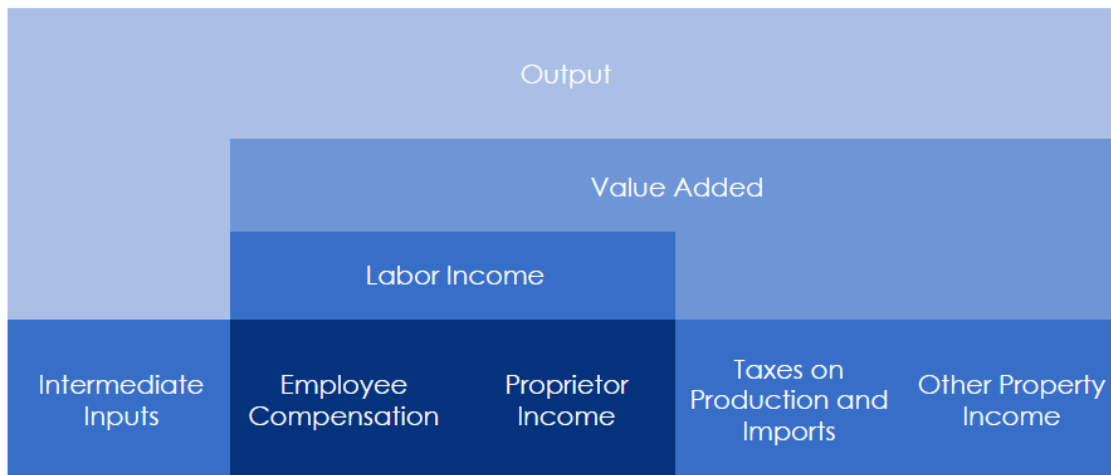 Output
Value Added
Labor Income
Intermediate
Inputs
Employee
Compensation
Proprietor
Income
Taxes on
Production and
Imports
Other Property
Income